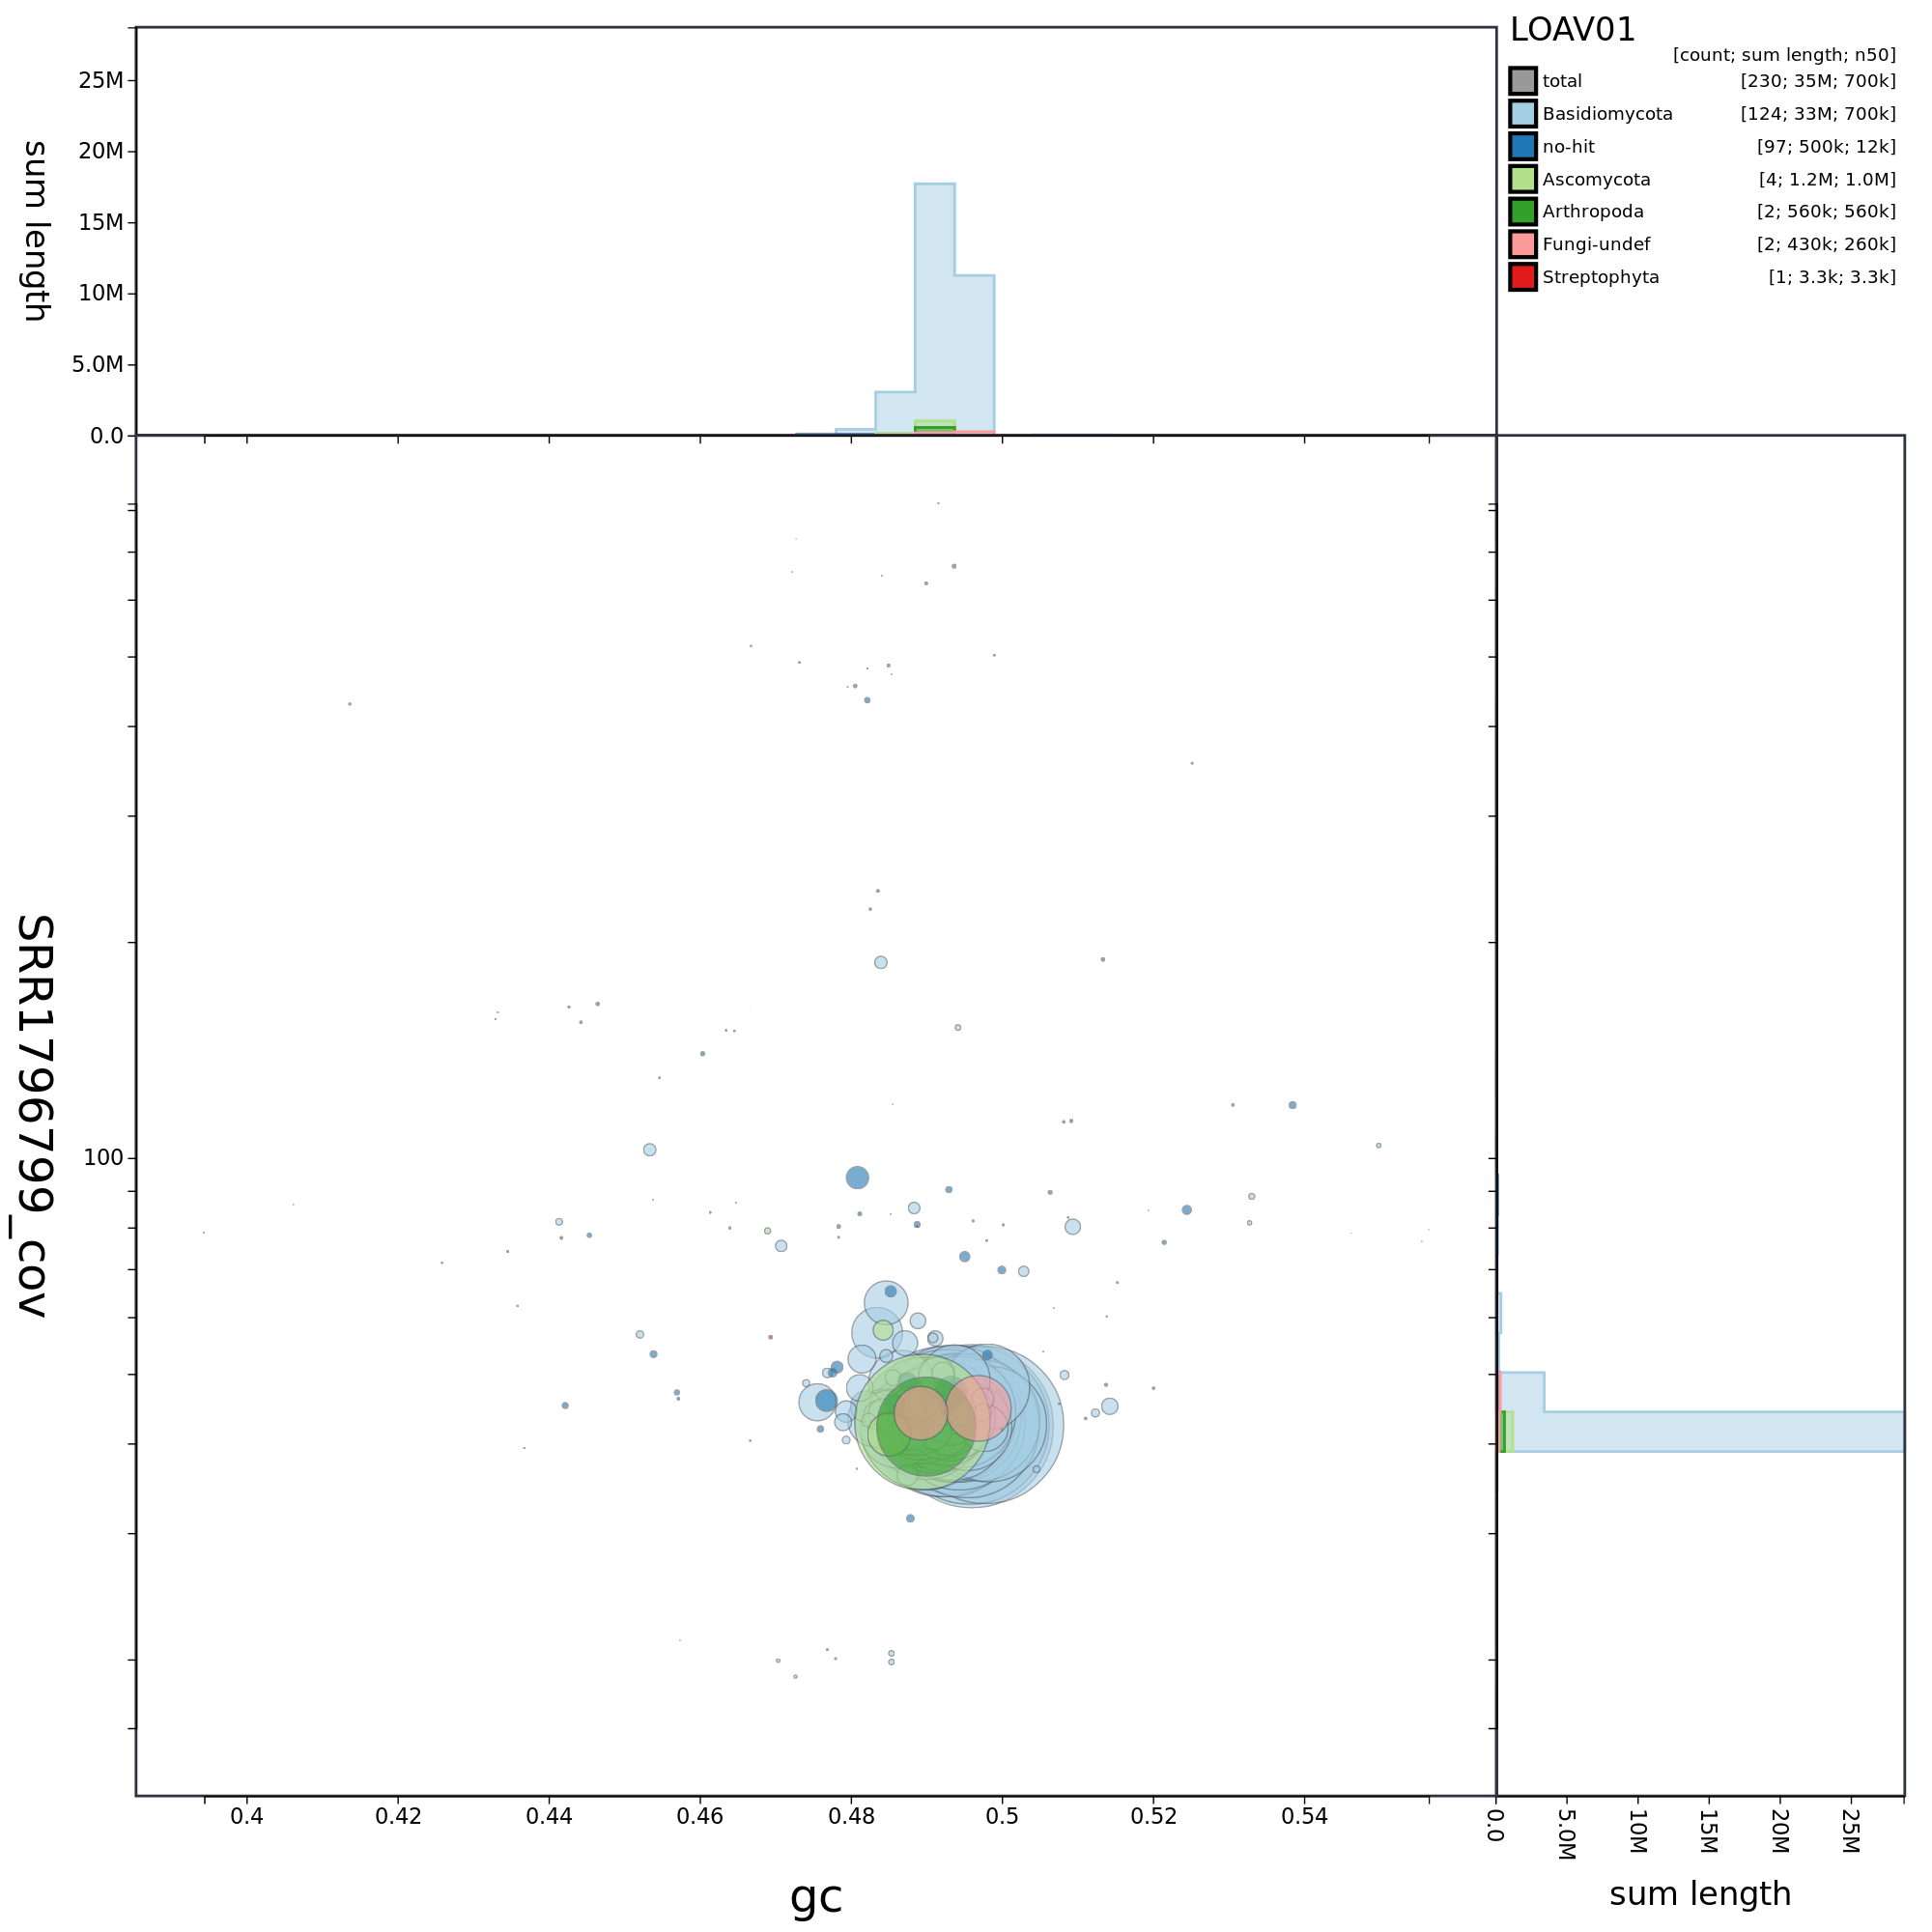 LOAV01
[count; sum length; n50]
total [230; 35M; 700k]
Basidiomycota [124; 33M; 700k]
no-hit [97; 500k; 12k]
Ascomycota [4; 1.2M; 1.0M]
Arthropoda [2; 560k; 560k]
Fungi-undef [2; 430k; 260k]
Streptophyta [1; 3.3k; 3.3k]
sum length
25M
20M
15M
10M
5.0M
0.0
SRR1796799_cov
100
0.4 0.42 0.44 0.46 0.48 0.5 0.52 0.54
gc
0.0 5.0M 10M 15M 20M 25M
sum length